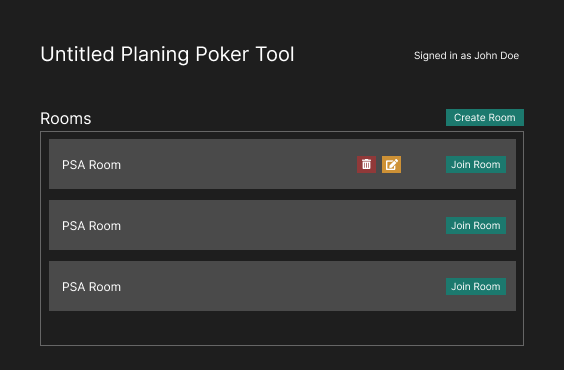 Untitled Planing Poker Tool
Signed in as John Doe
Rooms
Create Room
PSA Room
Join Room
PSA Room
Join Room
PSA Room
Join Room